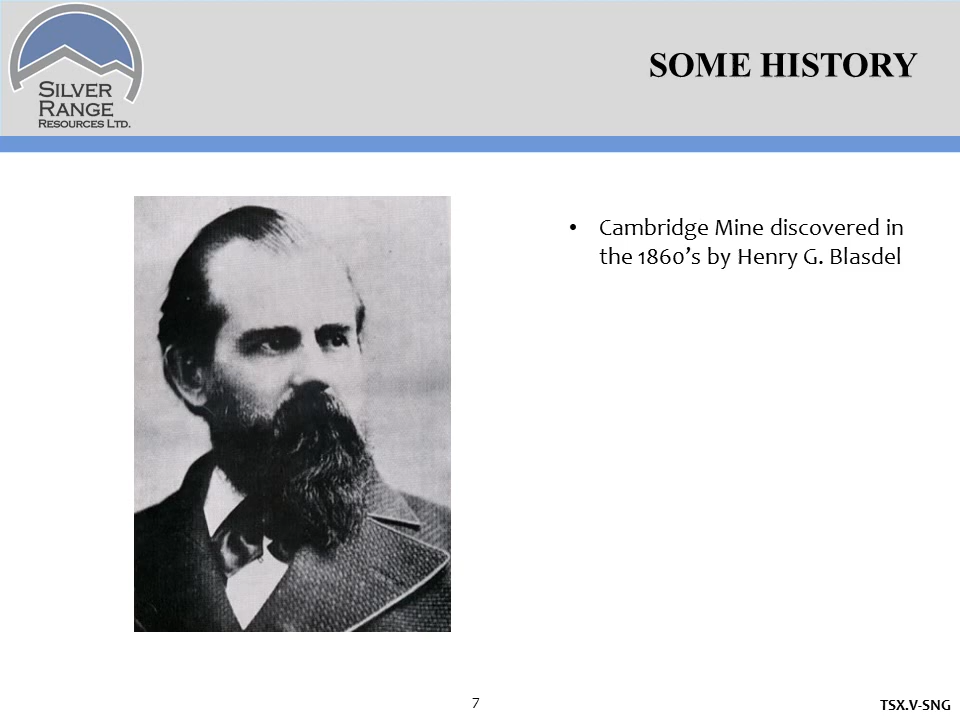 SILVER
RANGE
RESOURCES LTD.
SOME HISTORY
• Cambridge Mine discovered in
the 1860’s by Henry G. Blasdel
7
TSX.V-SNG